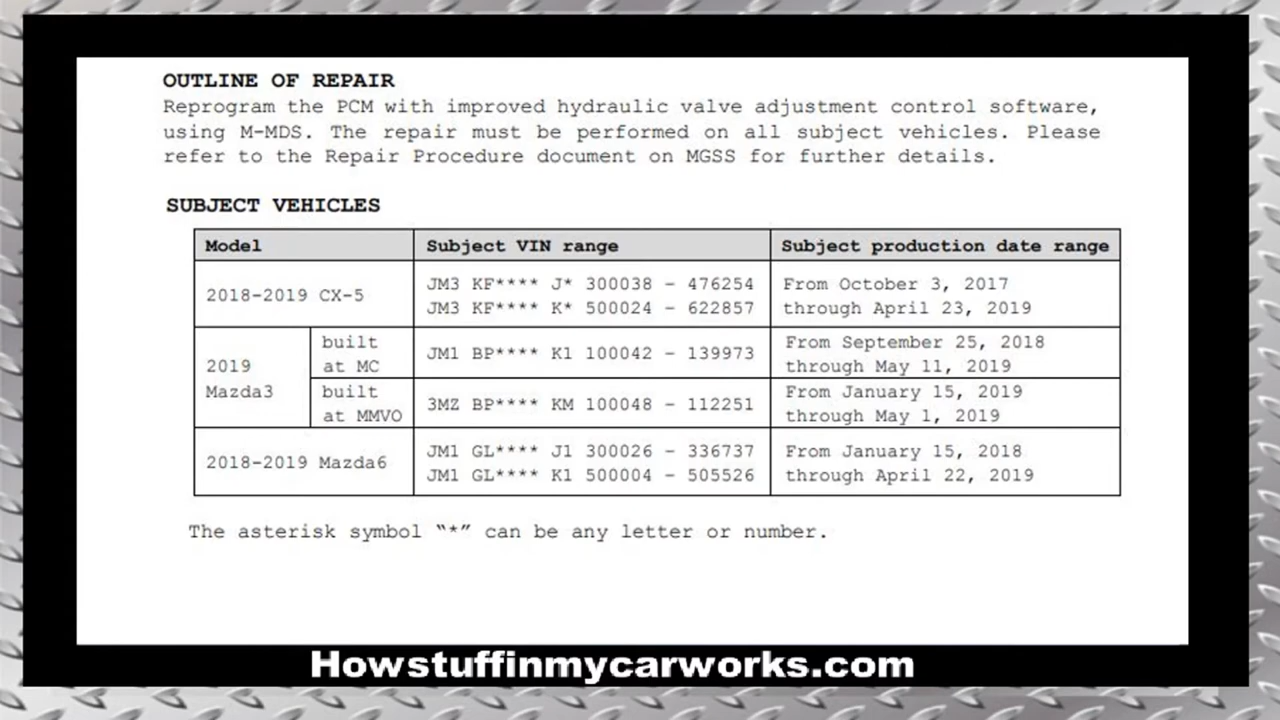 OUTLINE OF REPAIR
Reprogram the PCM with improved hydraulic valve adjustment control software,
using M-MDS. The repair must be performed on all subject vehicles. Please
refer to the Repair Procedure document on MGSS for further details.
SUBJECT VEHICLES
Model Subject VIN range Subject production date range
2018-2019 CX-5
JM3 KF**** J* 300038 - 476254
JM3 KF**** K* 500024 - 622857
From October 3, 2017
through April 23, 2019
2019
Mazda3
built
at MC
JM1 BP**** K1 100042 - 139973
From September 25, 2018
through May 11, 2019
built
at MMVO
3MZ BP**** KM 100048 - 112251
From January 15, 2019
through May 1, 2019
2018-2019 Mazda6
JM1 GL**** J1 300026 - 336737
JM1 GL**** K1 500004 - 505526
From January 15, 2018
through April 22, 2019
The asterisk symbol “*” can be any letter or number.
Howstuffinmycarworks.com